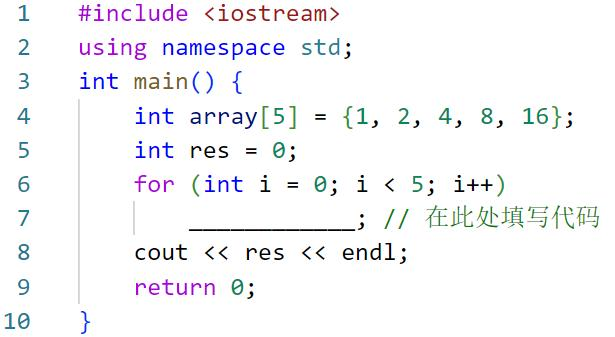 1 #include <iostream>
2 using namespace std;
3 int main() {
4 int array[5] = {1, 2, 4, 8, 16};
5 int res = 0;
6 for (int i = 0; i < 5; i++)
7 ____________; // 在此处填写代码
8 cout << res << endl;
9 return 0;
10 }